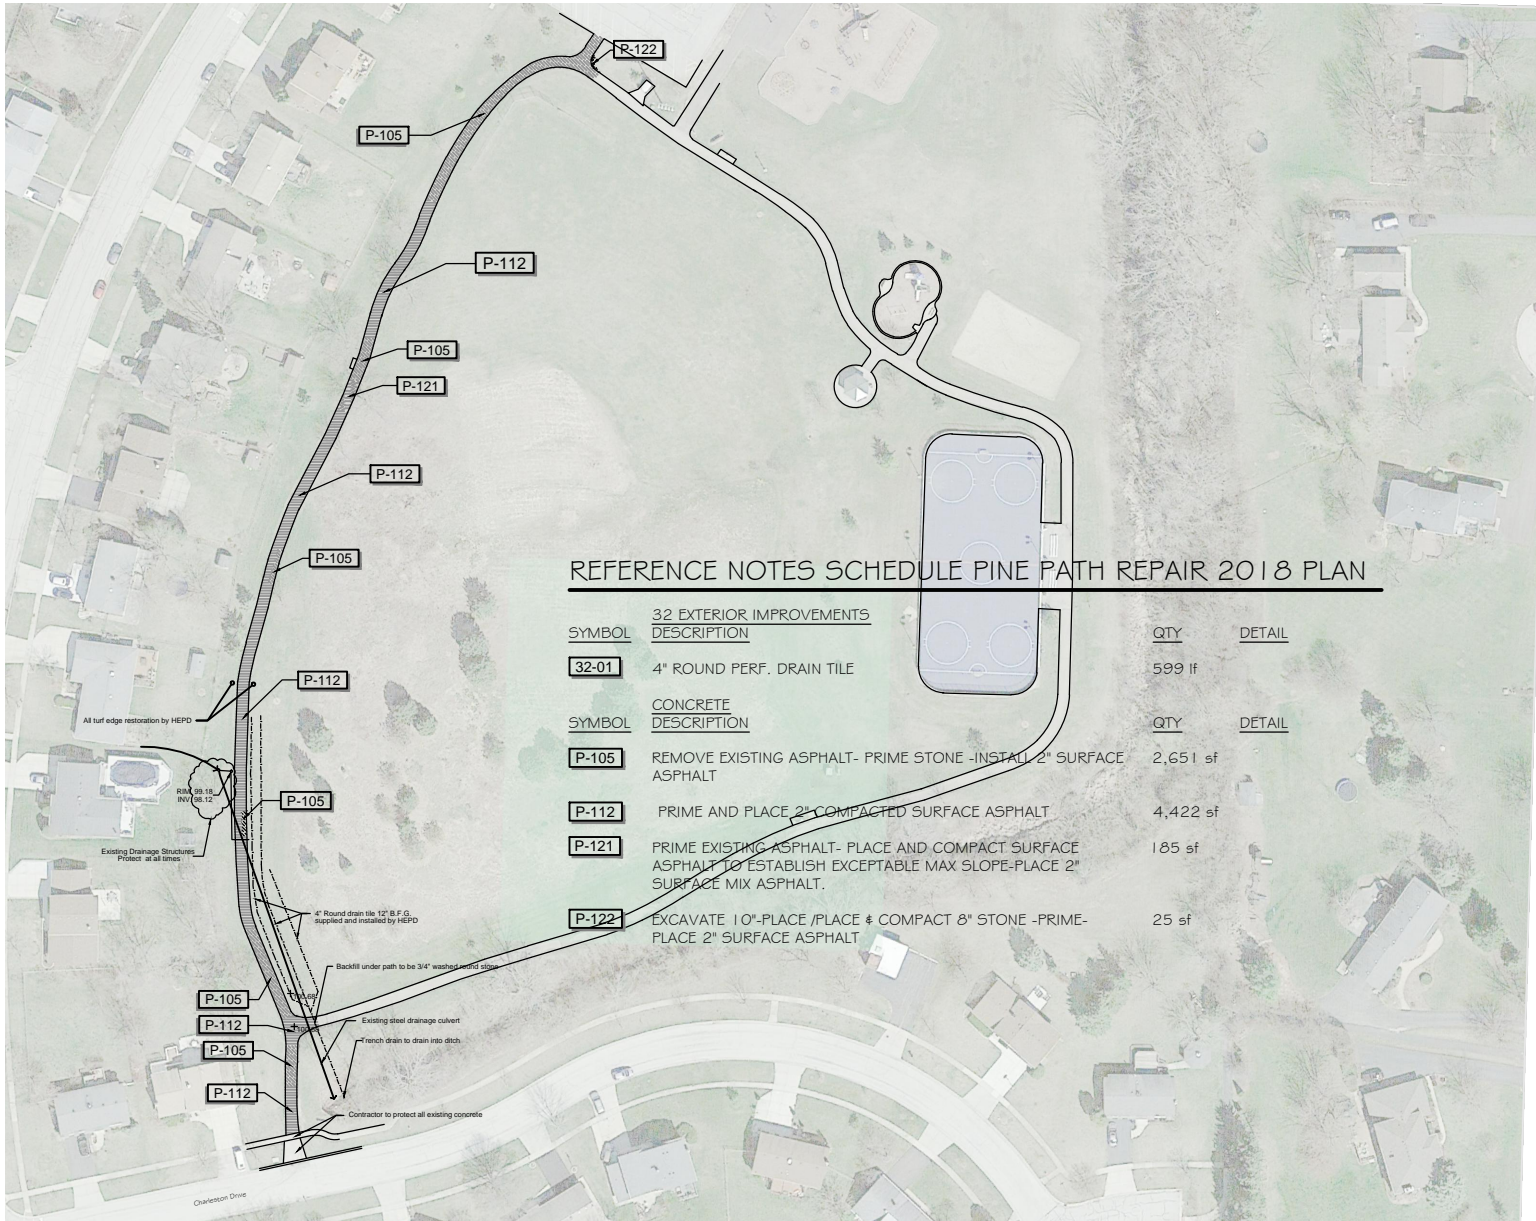 P-122
P-105
P-112
P-105
P-121
P-112
P-105
P-112
All turf edge restoration by HEPD
RIM 99.18
INV 98.12
P-105
Existing Drainage Structures
Protect at all times
4" Round drain tile 12" B.F.G.
supplied and installed by HEPD
Backfill under path to be 3/4" washed round stone
P-105
P-112
Existing steel drainage culvert
Trench drain to drain into ditch
P-105
P-112
Contractor to protect all existing concrete
Charleston Drive
REFERENCE NOTES SCHEDULE PINE PATH REPAIR 2018 PLAN
32 EXTERIOR IMPROVEMENTS
SYMBOL DESCRIPTION QTY DETAIL
32-01 4" ROUND PERF. DRAIN TILE 599 lf
CONCRETE
SYMBOL DESCRIPTION QTY DETAIL
P-105 REMOVE EXISTING ASPHALT- PRIME STONE -INSTALL 2" SURFACE 2,651 sf
ASPHALT
P-112 PRIME AND PLACE 2" COMPACTED SURFACE ASPHALT 4,422 sf
P-121 PRIME EXISTING ASPHALT- PLACE AND COMPACT SURFACE 185 sf
ASPHALT TO ESTABLISH EXCEPTABLE MAX SLOPE-PLACE 2"
SURFACE MIX ASPHALT.
P-122 EXCAVATE 10"-PLACE /PLACE & COMPACT 8" STONE -PRIME- 25 sf
PLACE 2" SURFACE ASPHALT